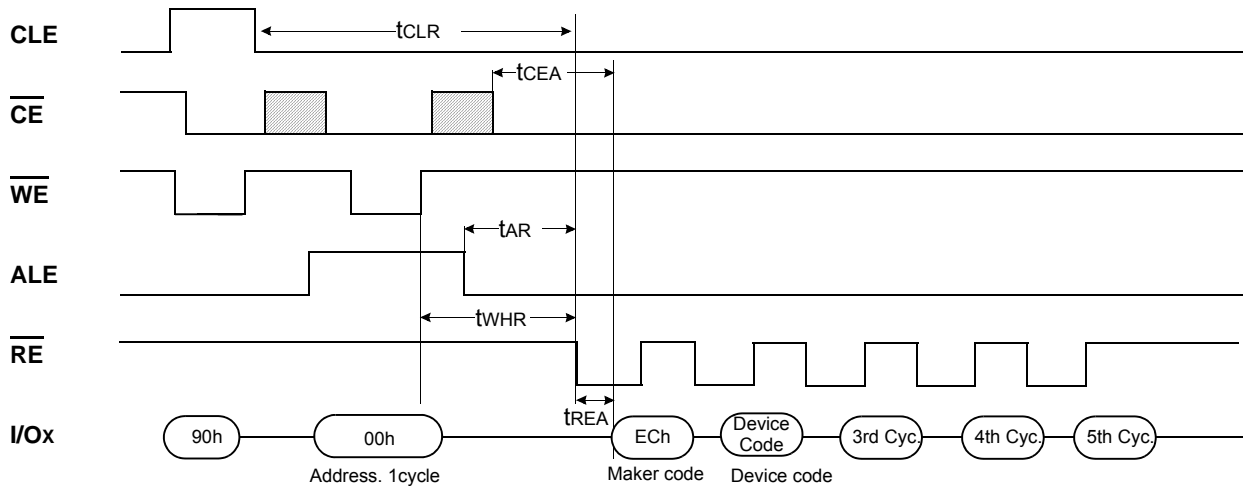 CLE
tCLR
tCEA
CE
WE
tAR
ALE
tWHR
RE
tREA
I/Ox
90h
00h
ECh
Device
Code
3rd Cyc.
4th Cyc.
5th Cyc.
Address. 1cycle
Maker code
Device code